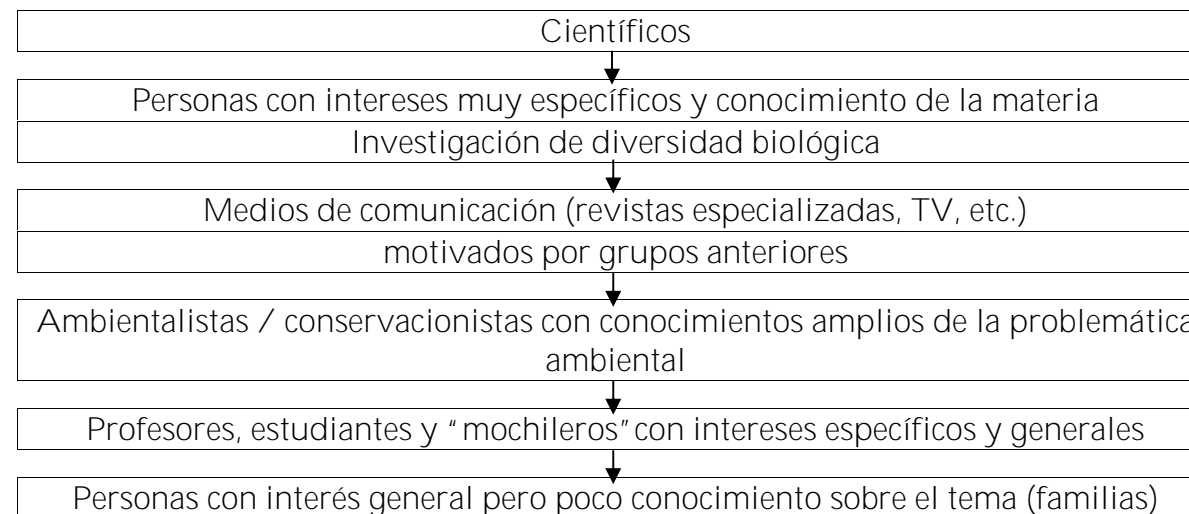 Científicos
Personas con intereses muy específicos y conocimiento de la materia
Investigación de diversidad biológica
Medios de comunicación (revistas especializadas, TV, etc.)
motivados por grupos anteriores
Ambientalistas / conservacionistas con conocimientos amplios de la problemática
ambiental
Profesores, estudiantes y “mochileros” con intereses específicos y generales
Personas con interés general pero poco conocimiento sobre el tema (familias)